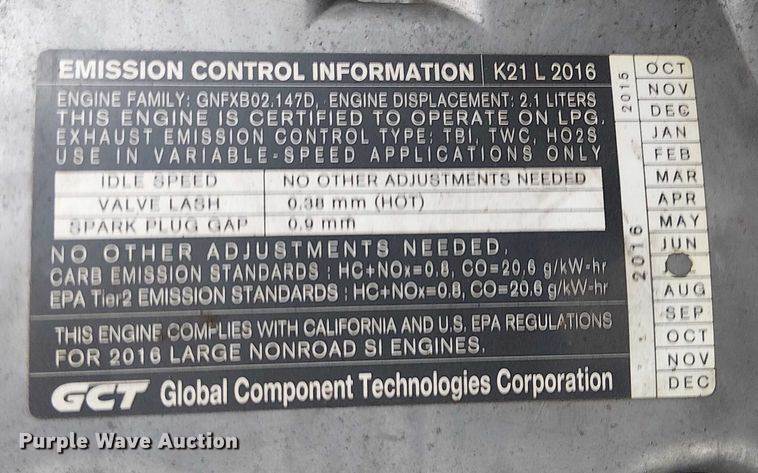 EMISSION CONTROL INFORMATION K21 L 2016
ENGINE FAMILY: GNFXB02.147D, ENGINE DISPLACEMENT: 2.1 LITERS
THIS ENGINE IS CERTIFIED TO OPERATE ON LPG.
EXHAUST EMISSION CONTROL TYPE: TBI, TWC, HO2S
USE IN VARIABLE-SPEED APPLICATIONS ONLY
IDLE SPEED NO OTHER ADJUSTMENTS NEEDED
VALVE LASH 0.38 mm (HOT)
SPARK PLUG GAP 0.9 mm
NO OTHER ADJUSTMENTS NEEDED.
CARB EMISSION STANDARDS : HC+NOx=0.8, CO=20,6 g/kW-hr
EPA Tier2 EMISSION STANDARDS : HC+NOx=0.8, CO=20,6 g/kW-hr
THIS ENGINE COMPLIES WITH CALIFORNIA AND U.S. EPA REGULATIONS
FOR 2016 LARGE NONROAD SI ENGINES.
GCT Global Component Technologies Corporation
2015
OCT
NOV
DEC
2016
JAN
FEB
MAR
APR
MAY
JUN
AUG
SEP
OCT
NOV
DEC
Purple Wave Auction